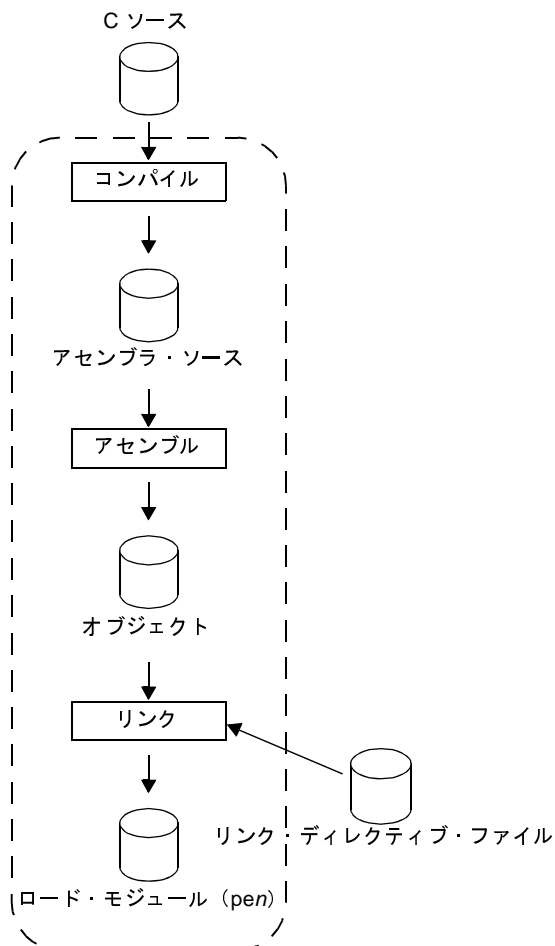 C ソース
コンパイル
アセンブラ・ソース
アセンブル
オブジェクト
リンク
リンク・ディレクティブ・ファイル
ロード・モジュール（pen）